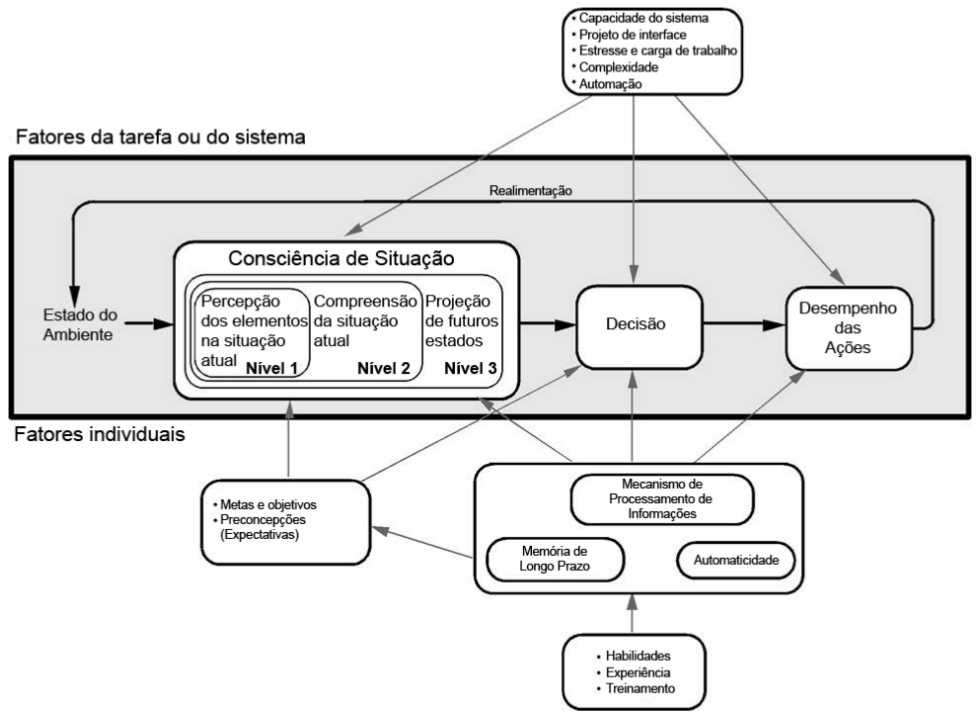 • Capacidade do sistema
• Projeto de interface
• Estresse e carga de trabalho
• Complexidade
• Automação
Fatores da tarefa ou do sistema
Realimentação
Consciência de Situação
Estado do
Ambiente
Percepção
dos elementos
na situação
atual
Nível 1
Compreensão
da situação
atual
Nível 2
Projeção
de futuros
estados
Nível 3
Decisão
Desempenho
das
Ações
Fatores individuais
• Metas e objetivos
• Preconcepções
(Expectativas)
Mecanismo de
Processamento de
Informações
Memória de
Longo Prazo
Automaticidade
• Habilidades
• Experiência
• Treinamento